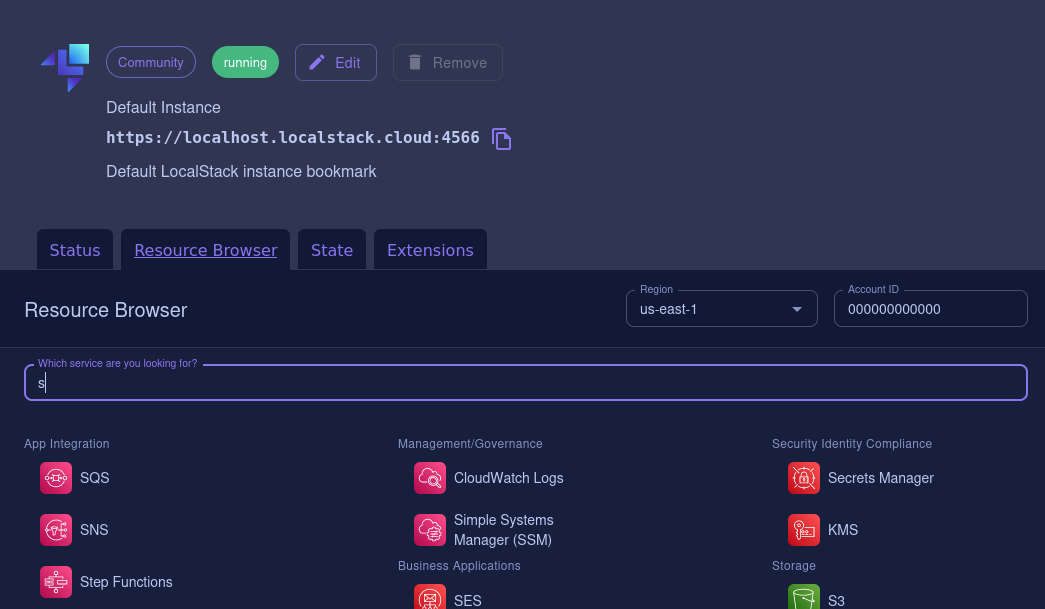 Community
running
Edit
Remove
Default Instance
https://localhost.localstack.cloud:4566
Default LocalStack instance bookmark
Status
Resource Browser
State
Extensions
Resource Browser
Region
us-east-1
Account ID
000000000000
Which service are you looking for?
s
App Integration
SQS
SNS
Step Functions
Management/Governance
CloudWatch Logs
Simple Systems
Manager (SSM)
Business Applications
SES
Security Identity Compliance
Secrets Manager
KMS
Storage
S3